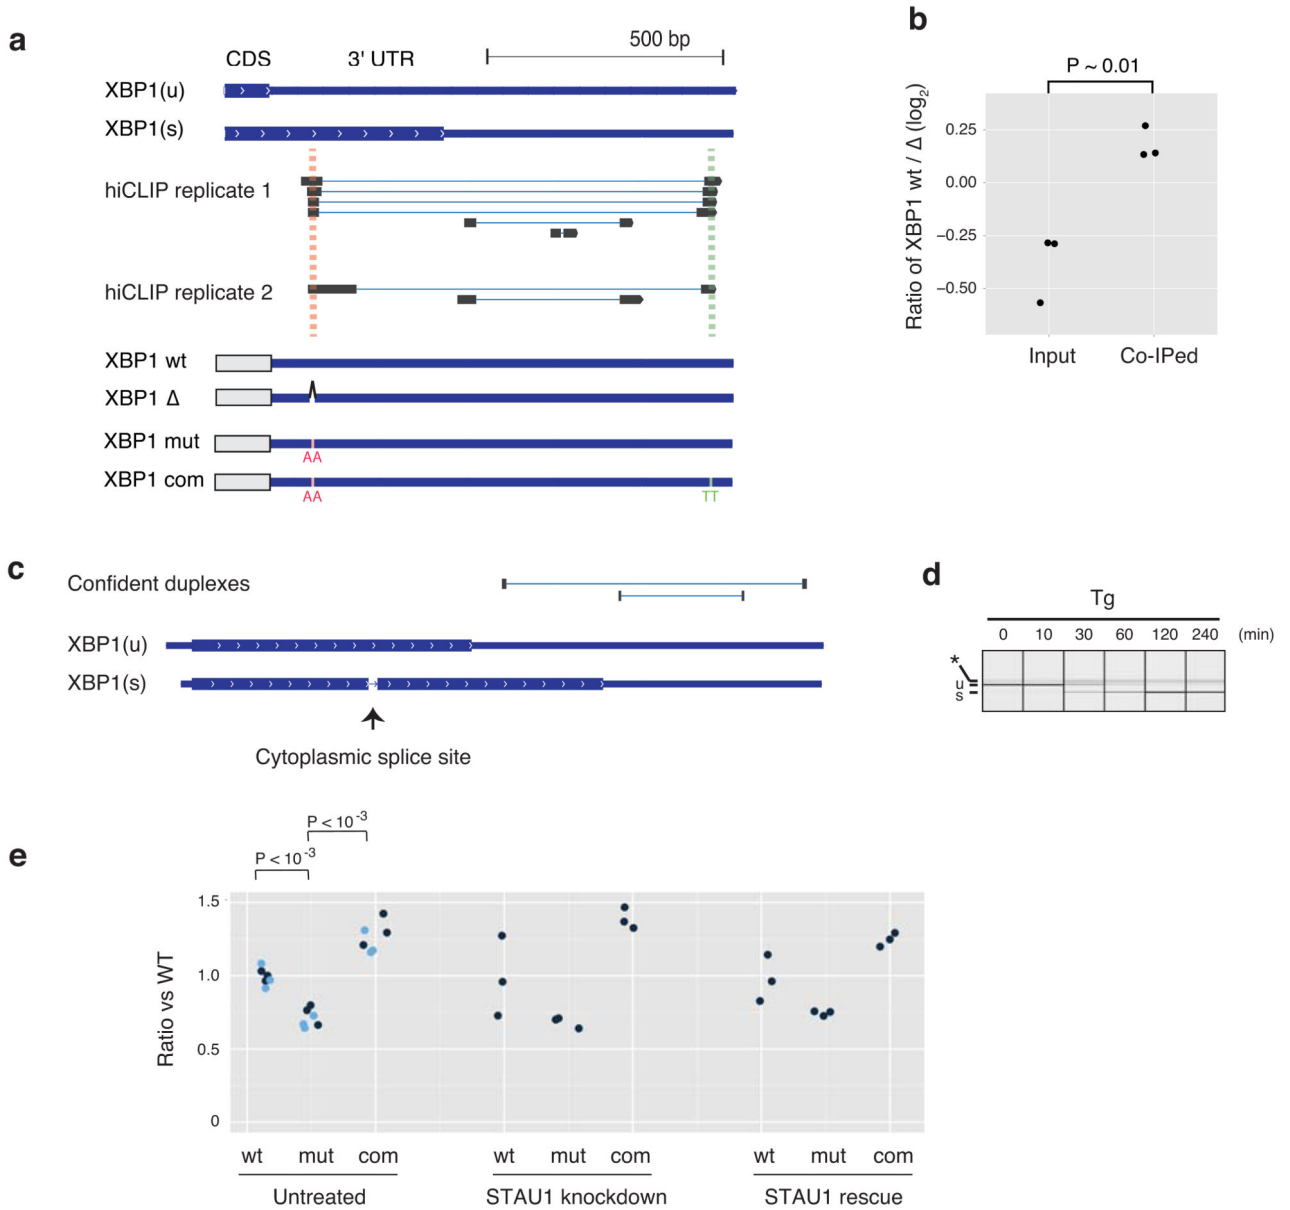 a
500 bp
CDS 3' UTR
XBP1(u)
XBP1(s)
hiCLIP replicate 1
hiCLIP replicate 2
XBP1 wt
XBP1 Δ
XBP1 mut
AA
XBP1 com
AA TT
b
P ~ 0.01
Ratio of XBP1 wt / Δ (log2)
0.25
0.00
−0.25
−0.50
Input Co-IPed
c
Confident duplexes
XBP1(u)
XBP1(s)
Cytoplasmic splice site
d
Tg
0 10 30 60 120 240 (min)
*
u
s
e
P < 10-3
P < 10-3
Ratio vs WT
1.5
1.0
0.5
0
wt mut com wt mut com wt mut com
Untreated STAU1 knockdown STAU1 rescue